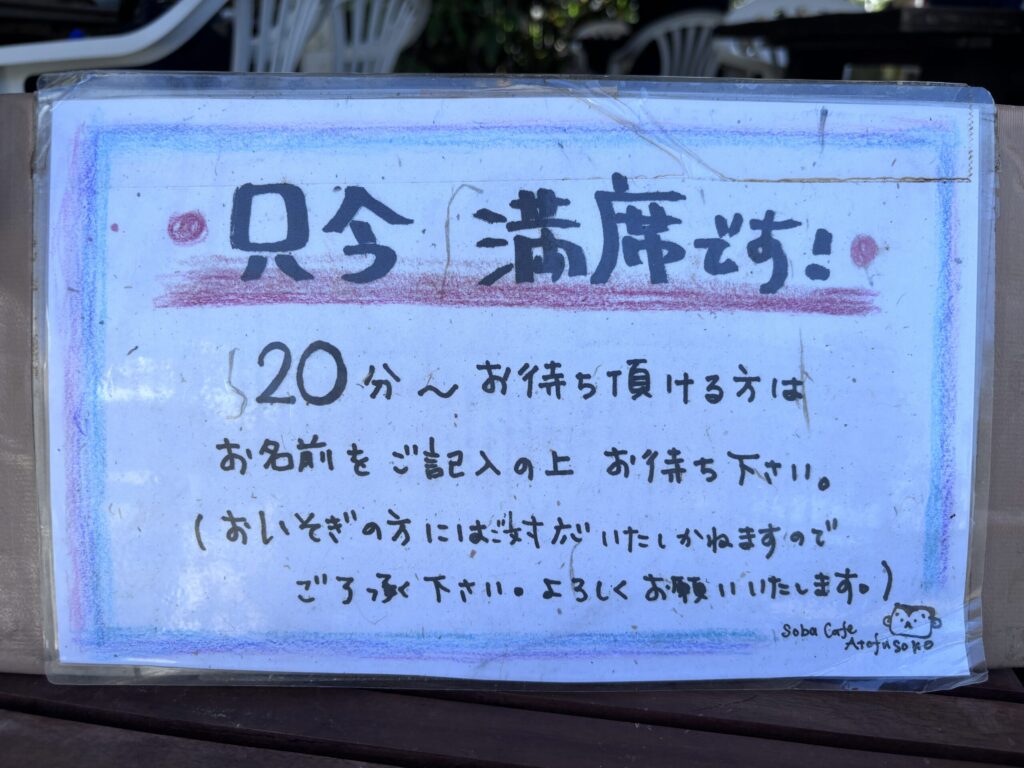 只今 満席です!
20分～お待ち頂ける方は
お名前をご記入の上 お待ち下さい。
(おいそぎの方にはご対応いたしかねますので
ご了承下さい。よろしくお願いいたします。)
Soba Cafe